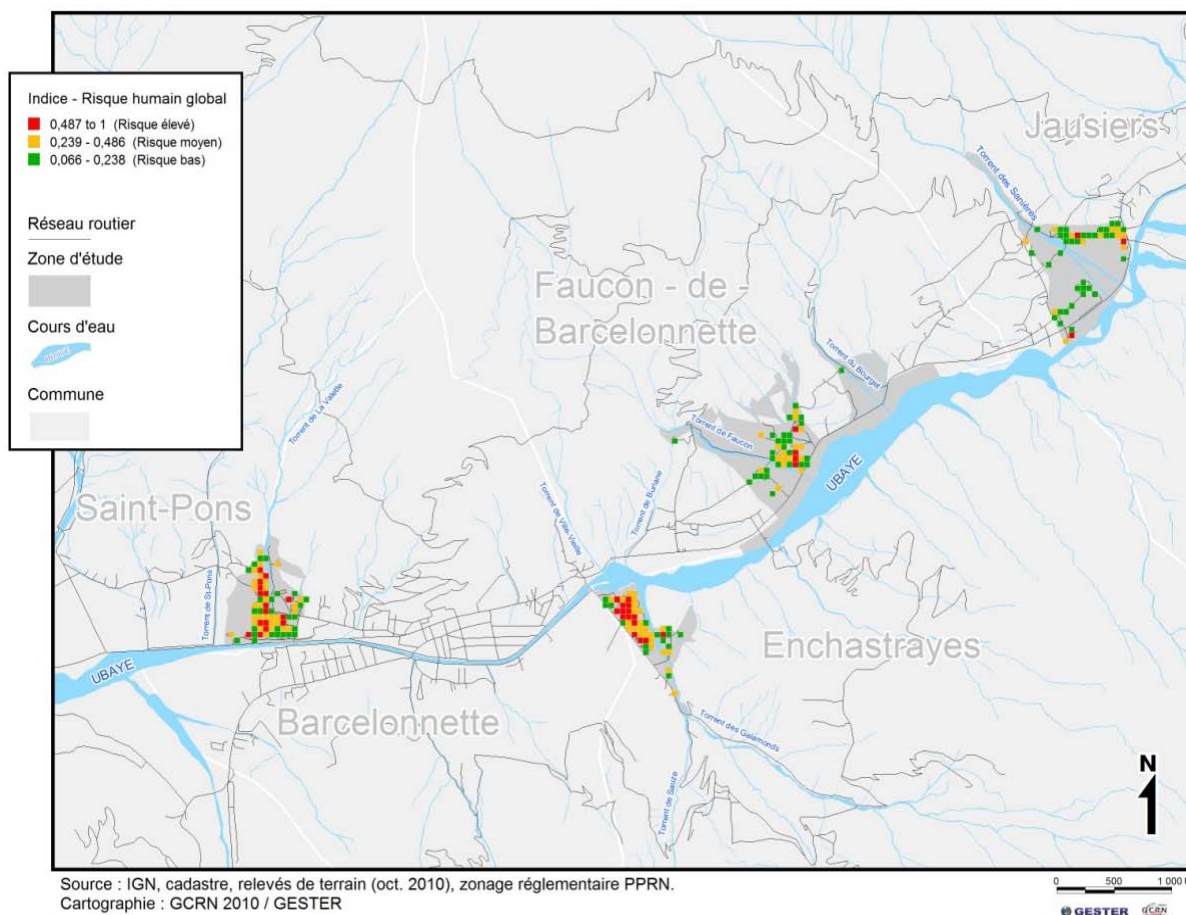 Indice - Risque humain global
0,487 to 1 (Risque élevé)
0,239 - 0,486 (Risque moyen)
0,066 - 0,238 (Risque bas)
Réseau routier
Zone d'étude
Cours d'eau
Commune
Jausiers
Torrent des Sanières
Faucon - de -
Barcelonnette
Torrent du Bourget
Torrent de Faucon
Torrent de La Valette
UBAYE
Torrent de Buriane
Torrent de Ville-Vieille
Saint-Pons
Torrent de St-Pons
UBAYE
Enchastrayes
Barcelonnette
Torrent des Galamonds
Torrent de Sauze
N
Source : IGN, cadastre, relevés de terrain (oct. 2010), zonage réglementaire PPRN.
Cartographie : GCRN 2010 / GESTER
0 500 1 000
GESTER GCRN